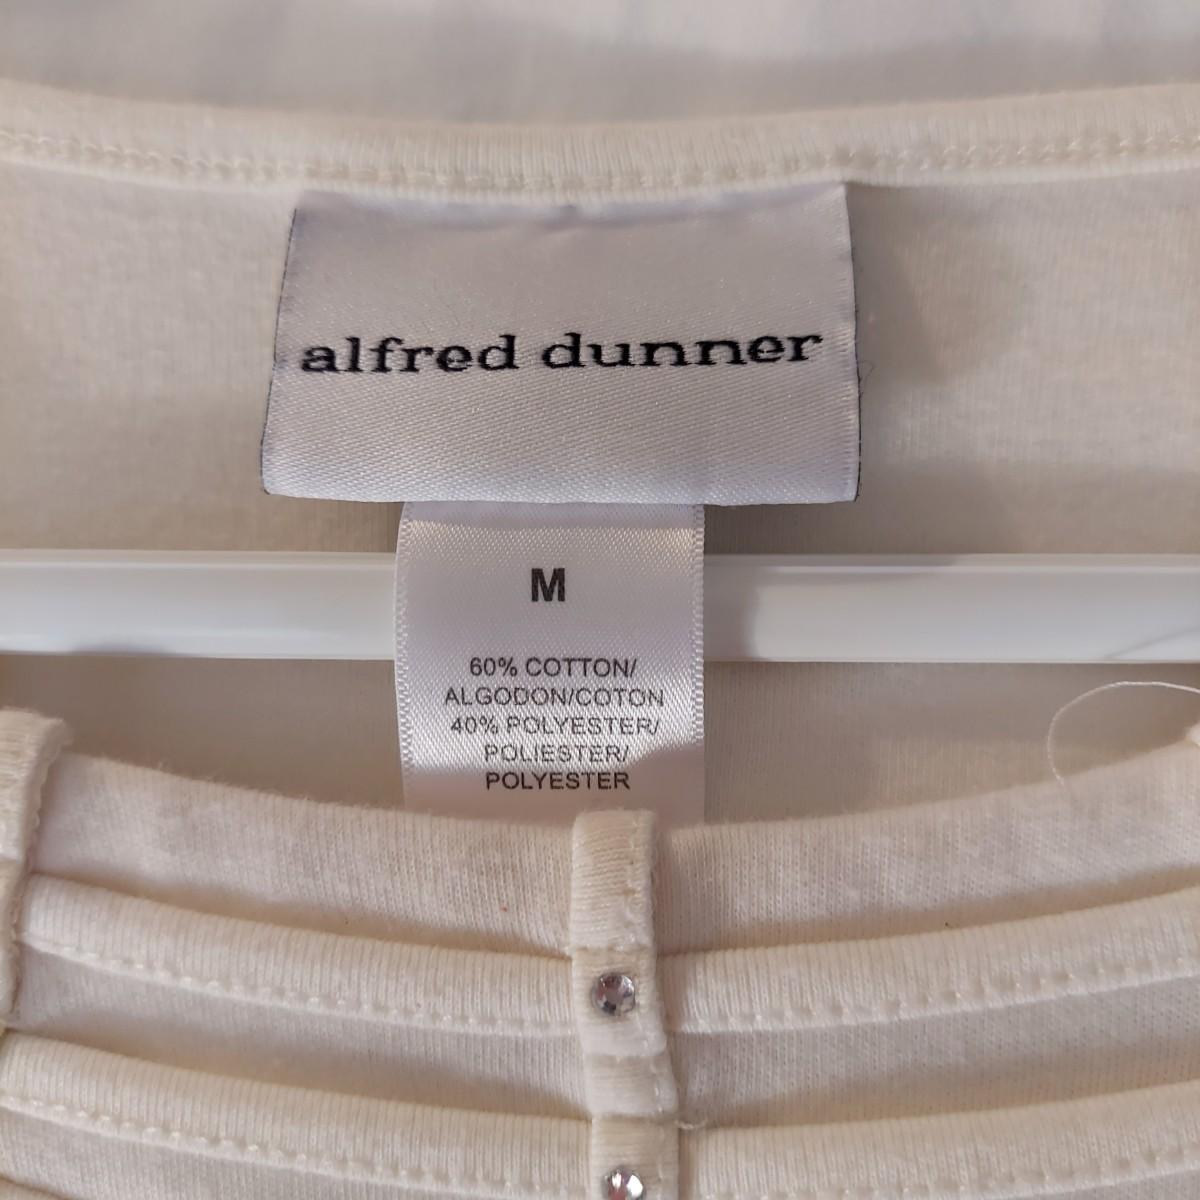 alfred dunner
M
60% COTTON/
ALGODON/COTON
40% POLYESTER/
POLIESTER/
POLYESTER